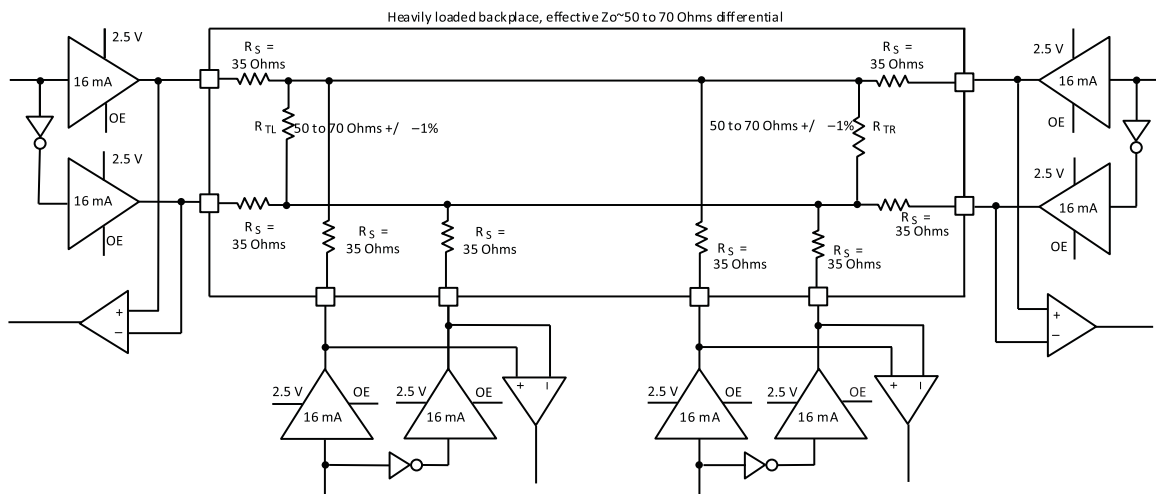 Heavily loaded backplace, effective Zo~50 to 70 Ohms differential
2.5 V
16 mA
OE
R S =
35 Ohms
R S =
35 Ohms
2.5 V
16 mA
OE
R TL
50 to 70 Ohms +/ −1%
50 to 70 Ohms +/ −1%
R TR
2.5 V
16 mA
OE
2.5 V
16 mA
OE
R S =
35 Ohms
R S =
35 Ohms
R S =
35 Ohms
R S =
35 Ohms
R S =
35 Ohms
R S =
35 Ohms
+
−
+
−
2.5 V
OE
16 mA
2.5 V
OE
16 mA
+
−
2.5 V
OE
16 mA
2.5 V
OE
16 mA
+
−